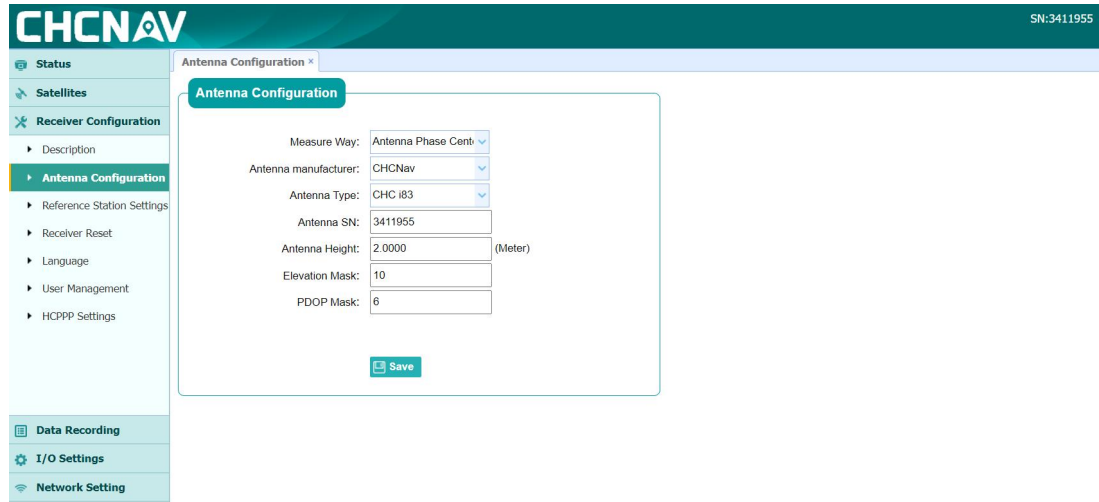 CHCNAV
SN:3411955
Status
Satellites
Receiver Configuration
Description
Antenna Configuration
Reference Station Settings
Receiver Reset
Language
User Management
HCPPP Settings
Data Recording
I/O Settings
Network Setting
Antenna Configuration ×
Antenna Configuration
Measure Way: Antenna Phase Cent
Antenna manufacturer: CHCNav
Antenna Type: CHC i83
Antenna SN: 3411955
Antenna Height: 2.0000 (Meter)
Elevation Mask: 10
PDOP Mask: 6
Save